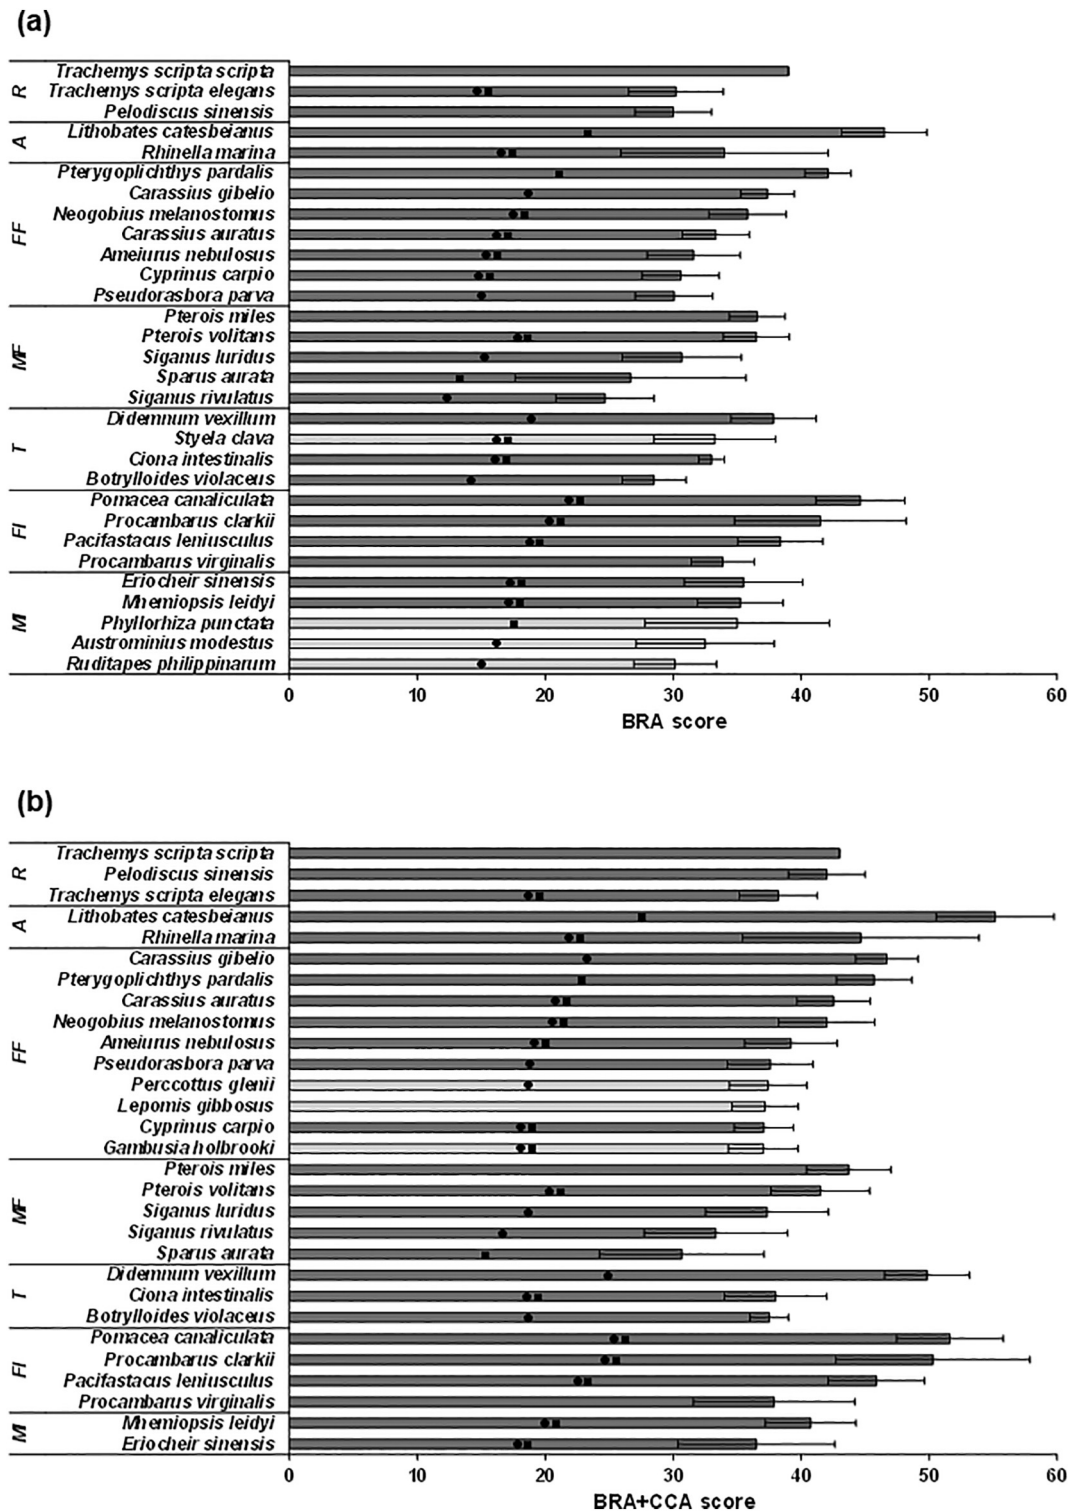 (a)
R
Trachemys scripta scripta
Trachemys scripta elegans
Pelodiscus sinensis
A
Lithobates catesbeianus
Rhinella marina
FF
Pterygoplichthys pardalis
Carassius gibelio
Neogobius melanostomus
Carassius auratus
Ameiurus nebulosus
Cyprinus carpio
Pseudorasbora parva
MF
Pterois miles
Pterois volitans
Siganus luridus
Sparus aurata
Siganus rivulatus
T
Didemnum vexillum
Styela clava
Ciona intestinalis
Botrylloides violaceus
FI
Pomacea canaliculata
Procambarus clarkii
Pacifastacus leniusculus
Procambarus virginalis
MI
Eriocheir sinensis
Mnemiopsis leidyi
Phyllorhiza punctata
Austrominius modestus
Ruditapes philippinarum
0 10 20 30 40 50 60
BRA score
(b)
R
Trachemys scripta scripta
Pelodiscus sinensis
Trachemys scripta elegans
A
Lithobates catesbeianus
Rhinella marina
FF
Carassius gibelio
Pterygoplichthys pardalis
Carassius auratus
Neogobius melanostomus
Ameiurus nebulosus
Pseudorasbora parva
Perccottus glenii
Lepomis gibbosus
Cyprinus carpio
Gambusia holbrooki
MF
Pterois miles
Pterois volitans
Siganus luridus
Siganus rivulatus
Sparus aurata
T
Didemnum vexillum
Ciona intestinalis
Botrylloides violaceus
FI
Pomacea canaliculata
Procambarus clarkii
Pacifastacus leniusculus
Procambarus virginalis
MI
Mnemiopsis leidyi
Eriocheir sinensis
0 10 20 30 40 50 60
BRA+CCA score